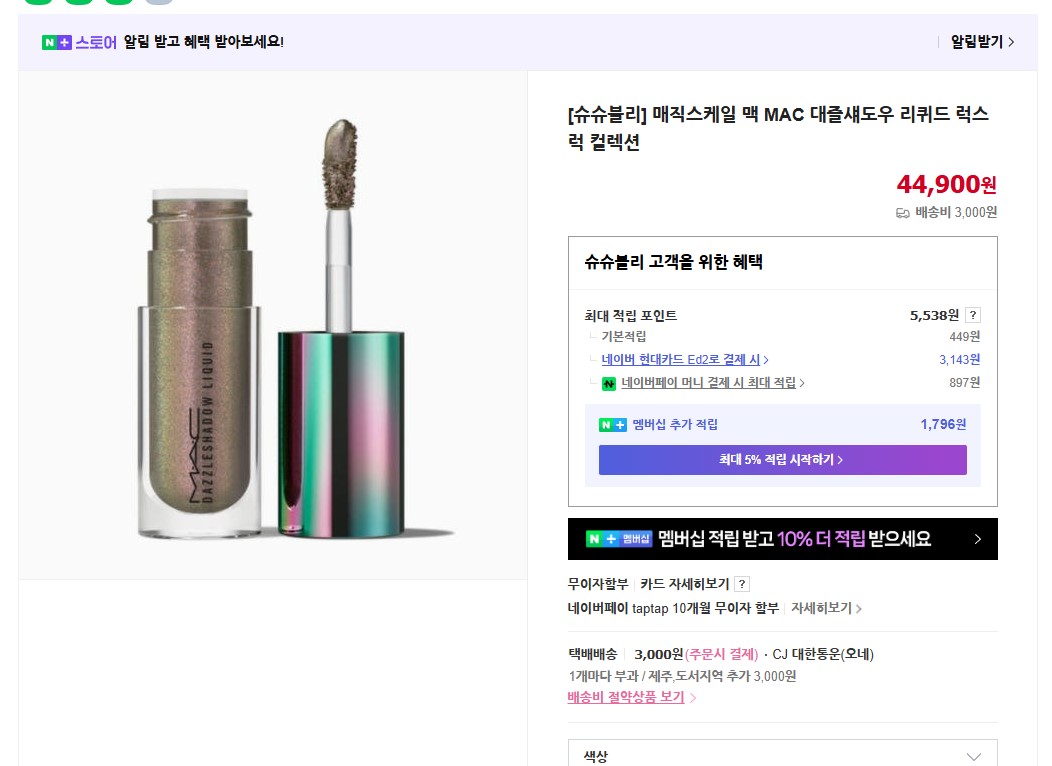 N+ 스토어 알림 받고 혜택 받아보세요!
알림받기
MAC
DAZZLESHADOW LIQUID
[슈슈블리] 매직스케일 맥 MAC 대즐섀도우 리퀴드 럭스
럭 컬렉션
44,900원
배송비 3,000원
슈슈블리 고객을 위한 혜택
최대 적립 포인트 5,538원 ?
기본적립 449원
네이버 현대카드 Ed2로 결제 시 3,143원
N 네이버페이 머니 결제 시 최대 적립 897원
N+ 멤버십 추가 적립 1,796원
최대 5% 적립 시작하기
N+ 멤버십 멤버십 적립 받고 10% 더 적립 받으세요
무이자할부 카드 자세히보기 ?
네이버페이 taptap 10개월 무이자 할부 자세히보기
택배배송 3,000원(주문시 결제) · CJ 대한통운(오네)
1개마다 부과 / 제주,도서지역 추가 3,000원
배송비 절약상품 보기
색상